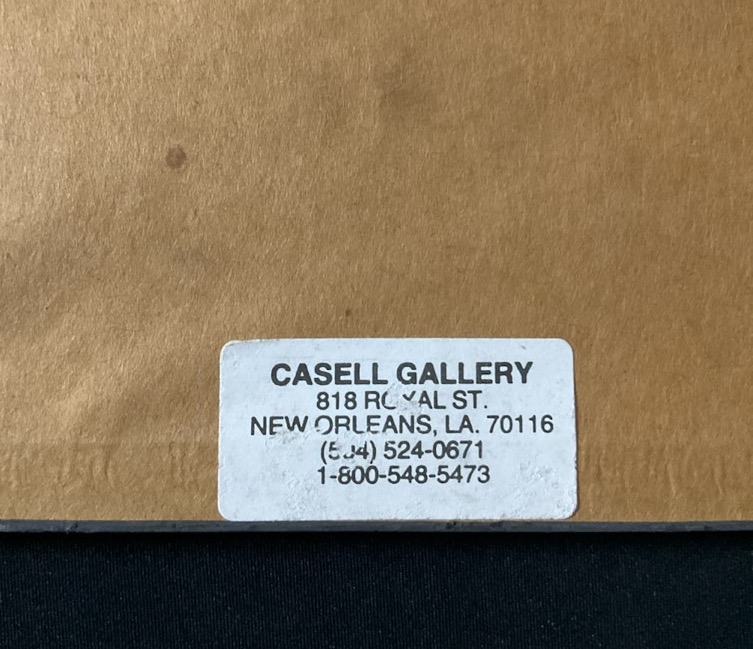 CASELL GALLERY
818 ROYAL ST.
NEW ORLEANS, LA. 70116
(504) 524-0671
1-800-548-5473